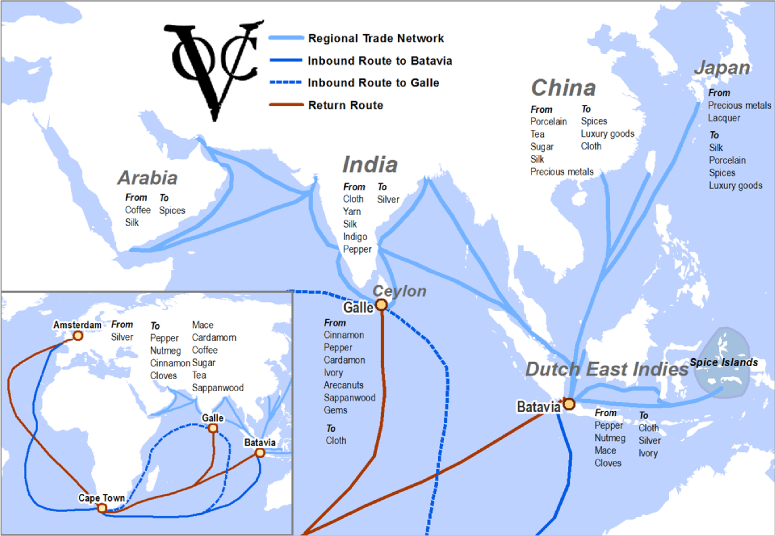 VOC
Regional Trade Network
Inbound Route to Batavia
Inbound Route to Galle
Return Route
Japan
From
Precious metals
Lacquer
To
Silk
Porcelain
Spices
Luxury goods
China
From
Porcelain
Tea
Sugar
Silk
Precious metals
To
Spices
Luxury goods
Cloth
India
From
Cloth
Yarn
Silk
Indigo
Pepper
To
Silver
Arabia
From
Coffee
Silk
To
Spices
Ceylon
Galle
From
Cinnamon
Pepper
Cardamon
Ivory
Arecanuts
Sappanwood
Gems
To
Cloth
Dutch East Indies
Spice Islands
Batavia
From
Pepper
Nutmeg
Mace
Cloves
To
Cloth
Silver
Ivory
Amsterdam
From
Silver
To
Pepper
Nutmeg
Cinnamon
Cloves
Mace
Cardamom
Coffee
Sugar
Tea
Sappanwood
Galle
Batavia
Cape Town